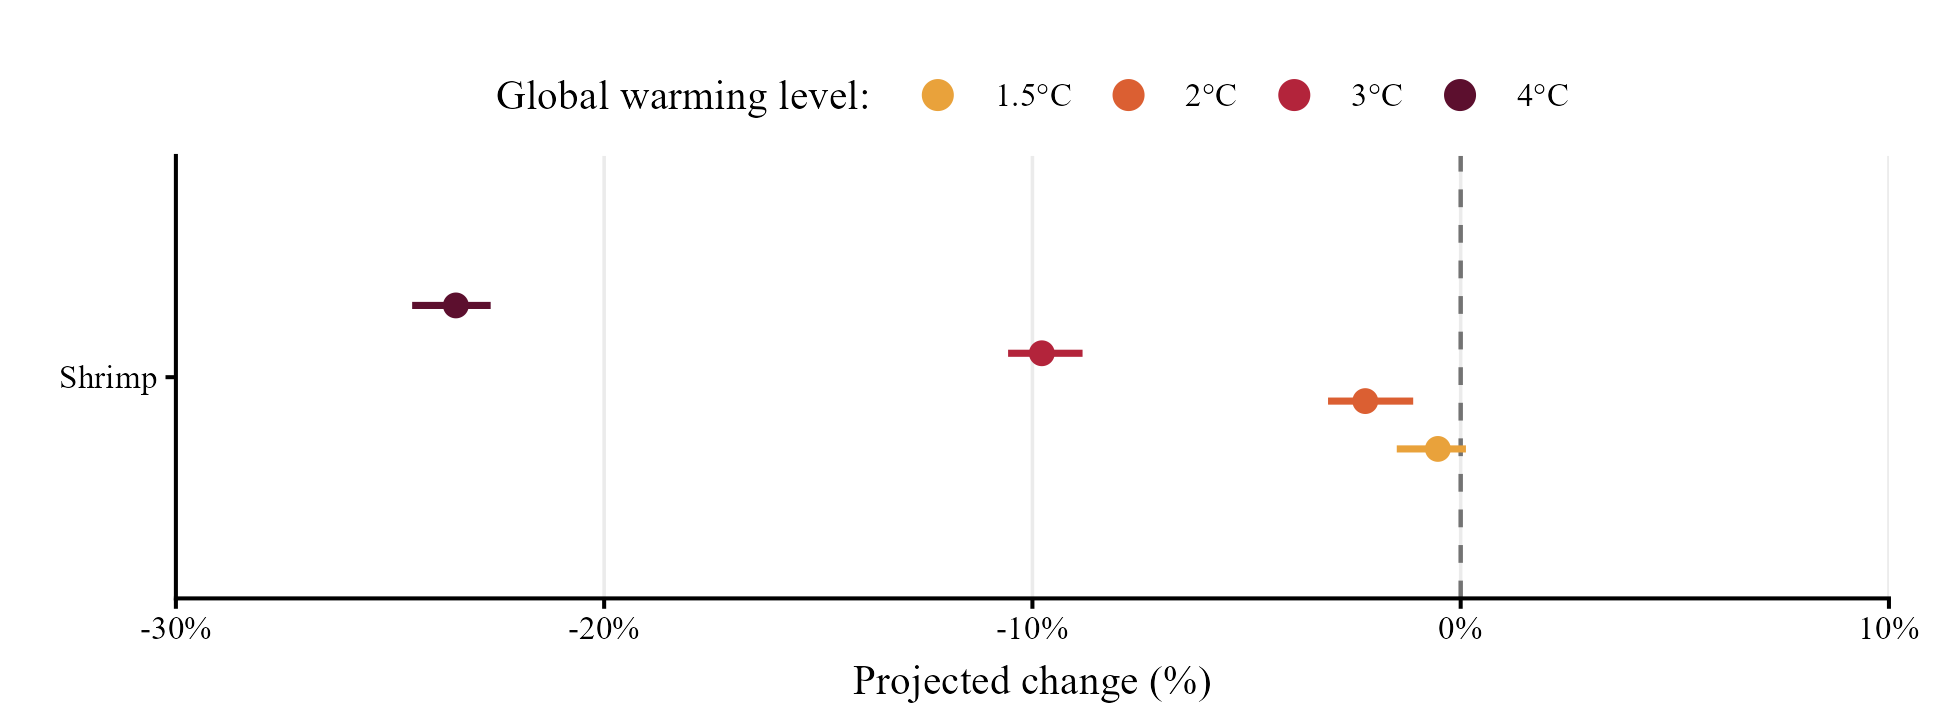 Global warming level: 1.5°C 2°C 3°C 4°C
Shrimp
-30% -20% -10% 0% 10%
Projected change (%)